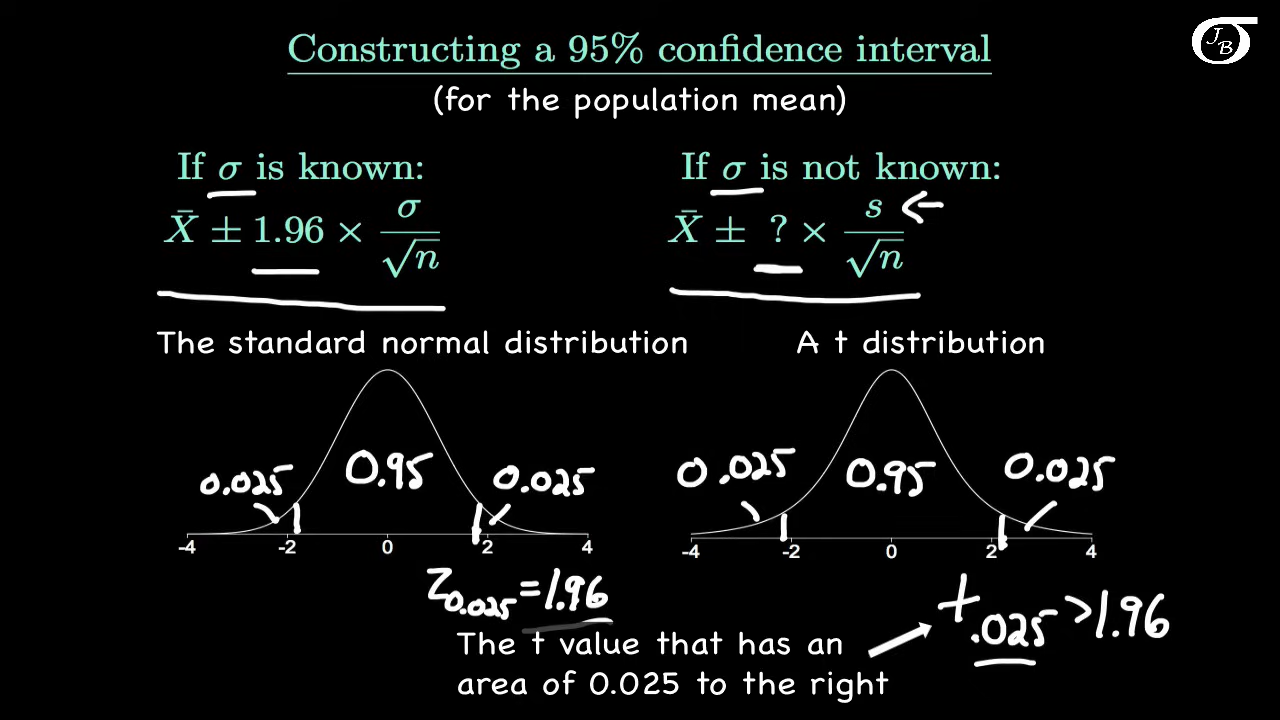 Constructing a 95% confidence interval
JB
(for the population mean)
If σ is known:
X̄ ± 1.96 × σ/√n
If σ is not known:
X̄ ± ? × s/√n
The standard normal distribution
0.025
0.95
0.025
-4 -2 0 2 4
Z0.025 = 1.96
A t distribution
0.025
0.95
0.025
-4 -2 0 2 4
t.025 > 1.96
The t value that has an
area of 0.025 to the right